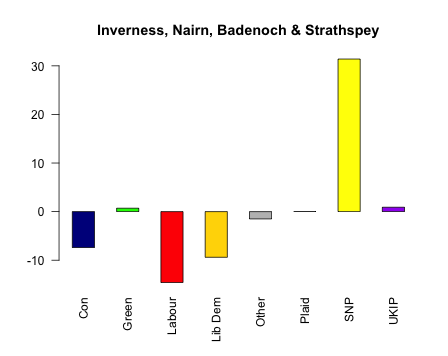 Inverness, Nairn, Badenoch & Strathspey
30
20
10
0
-10
Con
Green
Labour
Lib Dem
Other
Plaid
SNP
UKIP